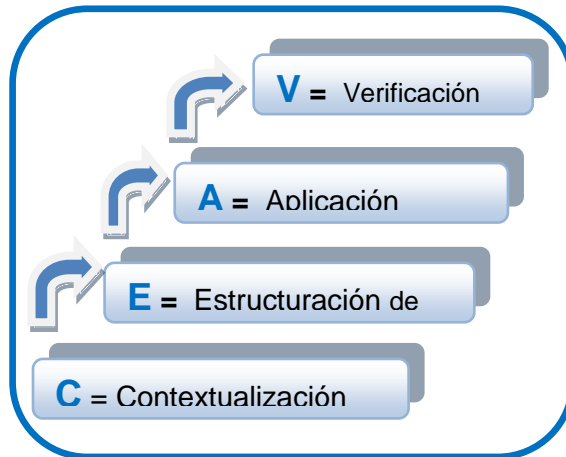 V = Verificación
A = Aplicación
E = Estructuración de
C = Contextualización